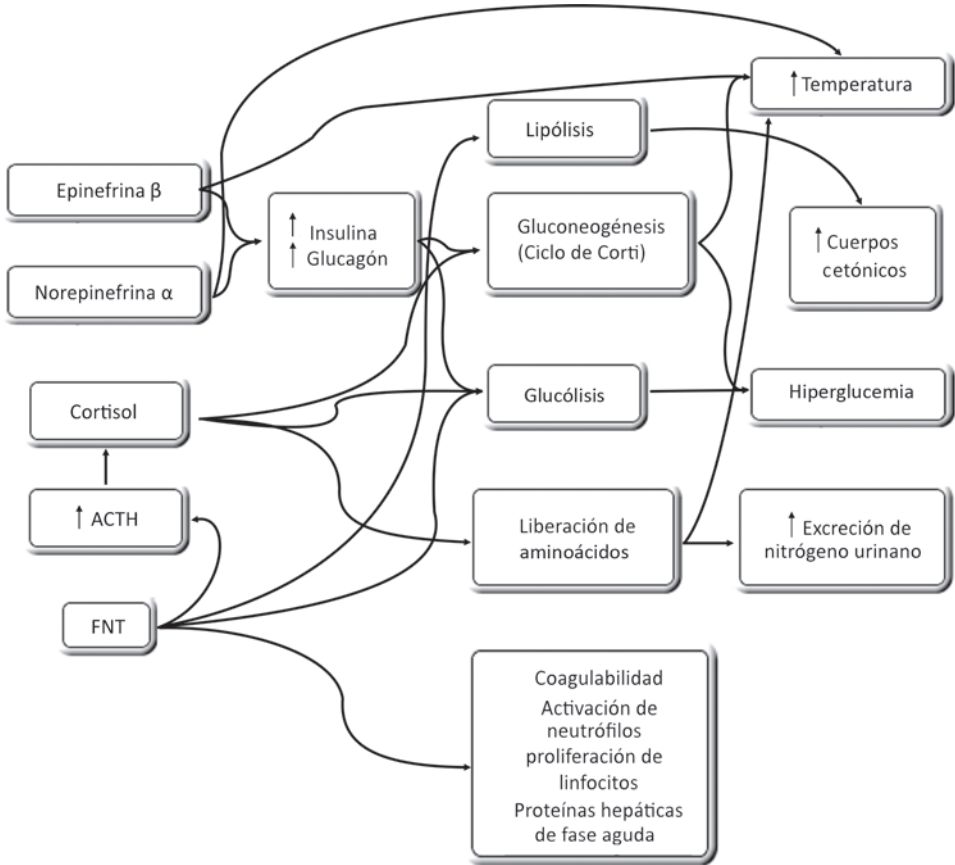 ↑ Temperatura
Lipólisis
Epinefrina β
↑ Insulina
↑ Glucagón
Gluconeogénesis
(Ciclo de Corti)
↑ Cuerpos
cetónicos
Norepinefrina α
Cortisol
Glucólisis
Hiperglucemia
↑ ACTH
Liberación de
aminoácidos
↑ Excreción de
nitrógeno urinano
FNT
Coagulabilidad
Activación de
neutrófilos
proliferación de
linfocitos
Proteínas hepáticas
de fase aguda